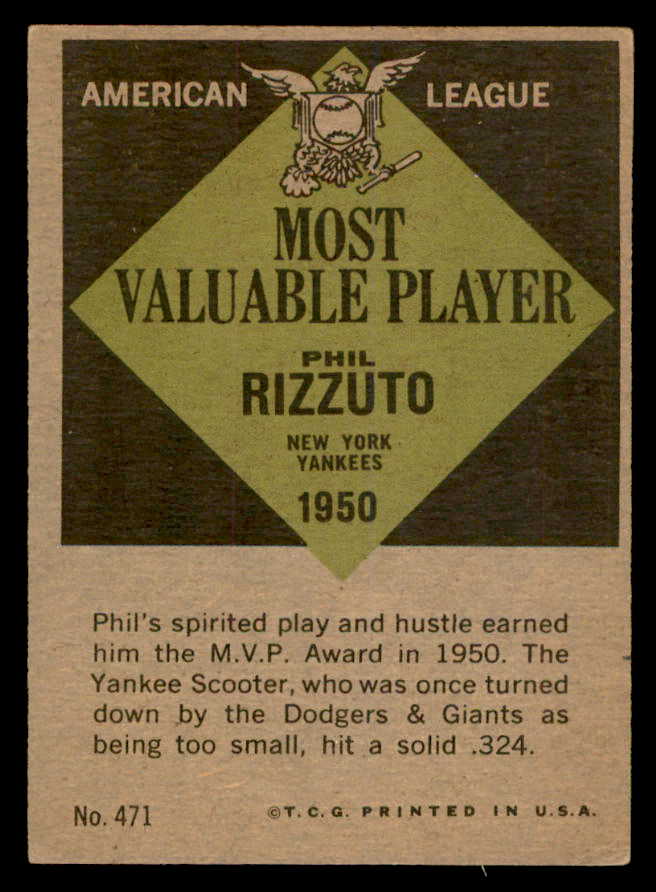 AMERICAN LEAGUE
MOST
VALUABLE PLAYER
PHIL
RIZZUTO
NEW YORK
YANKEES
1950
Phil's spirited play and hustle earned
him the M.V.P. Award in 1950. The
Yankee Scooter, who was once turned
down by the Dodgers & Giants as
being too small, hit a solid .324.
No. 471 ©T.C.G. PRINTED IN U.S.A.